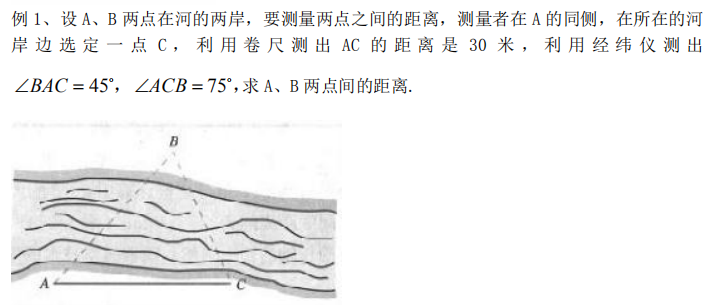 例 1、设 A、B 两点在河的两岸，要测量两点之间的距离，测量者在 A 的同侧，在所在的河
岸边选定一点 C，利用卷尺测出 AC 的距离是 30 米，利用经纬仪测出
∠BAC = 45°，∠ACB = 75°，求 A、B 两点间的距离.
B
A C